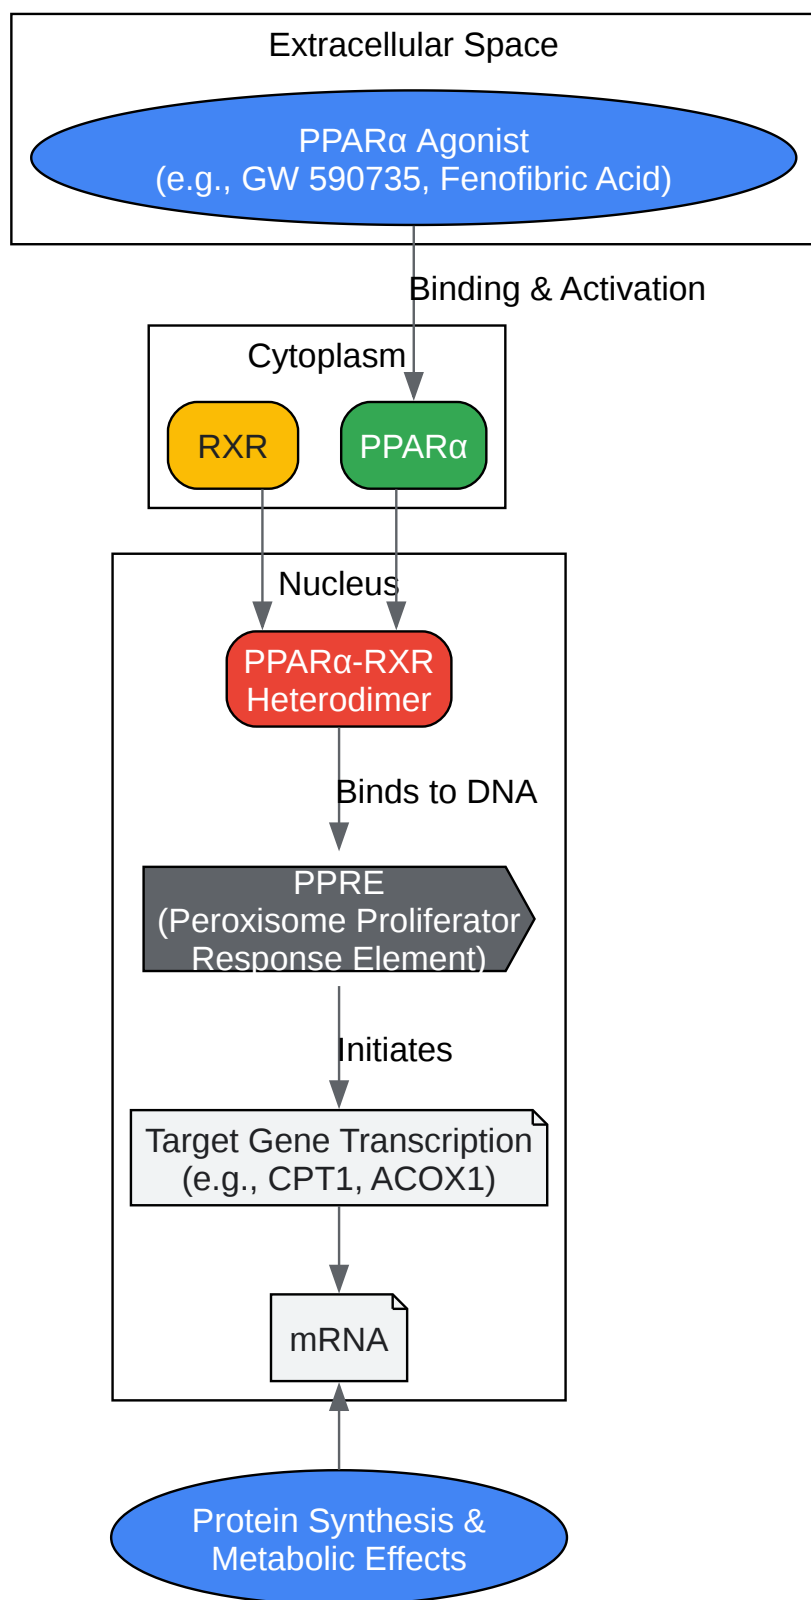 Extracellular Space
PPARα Agonist
(e.g., GW 590735, Fenofibric Acid)
Binding & Activation
Cytoplasm
RXR
PPARα
Nucleus
PPARα-RXR
Heterodimer
Binds to DNA
PPRE
(Peroxisome Proliferator
Response Element)
Initiates
Target Gene Transcription
(e.g., CPT1, ACOX1)
mRNA
Protein Synthesis &
Metabolic Effects